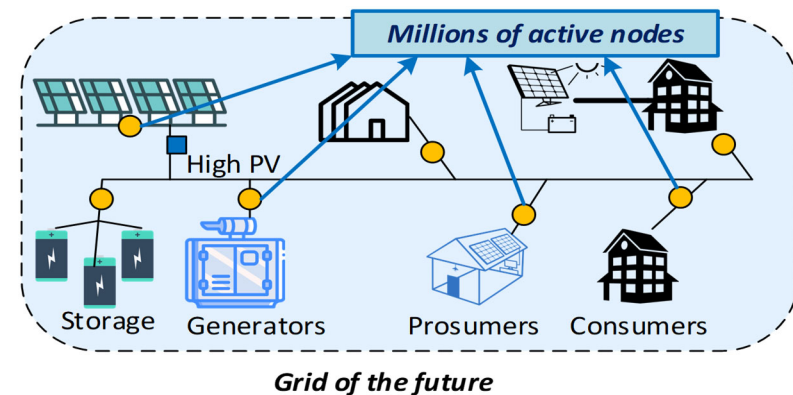 Millions of active nodes
High PV
Storage
Generators
Prosumers
Consumers
Grid of the future